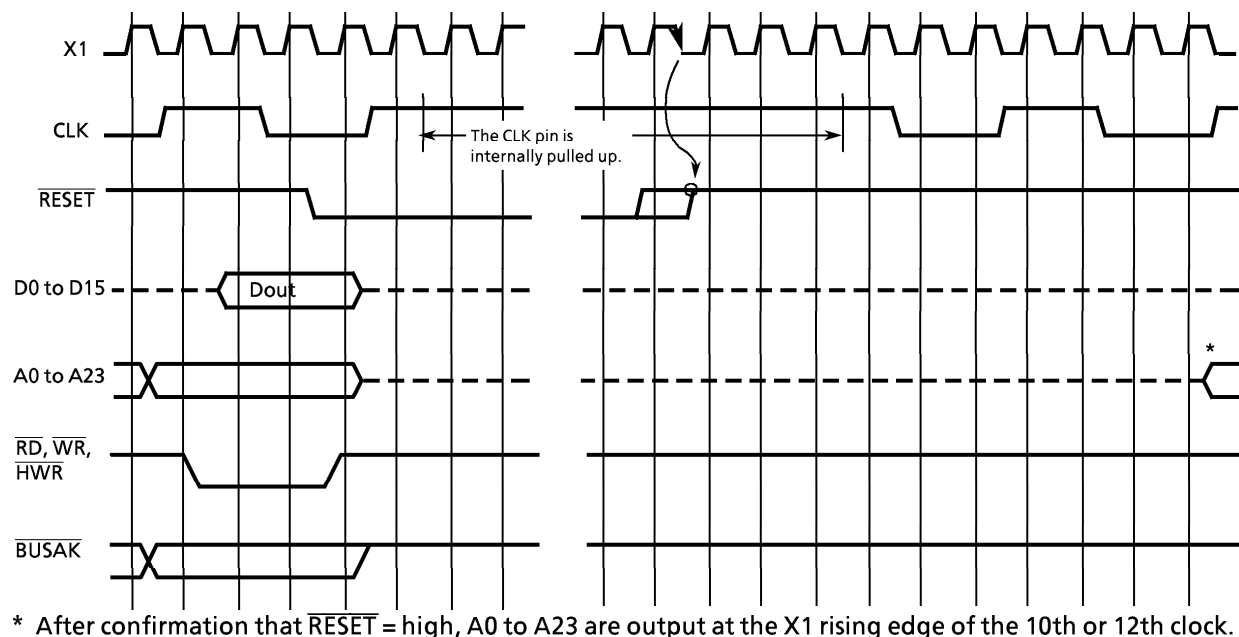 X1
CLK
The CLK pin is
internally pulled up.
RESET
D0 to D15
Dout
A0 to A23
*
RD, WR,
HWR
BUSAK
* After confirmation that RESET = high, A0 to A23 are output at the X1 rising edge of the 10th or 12th clock.